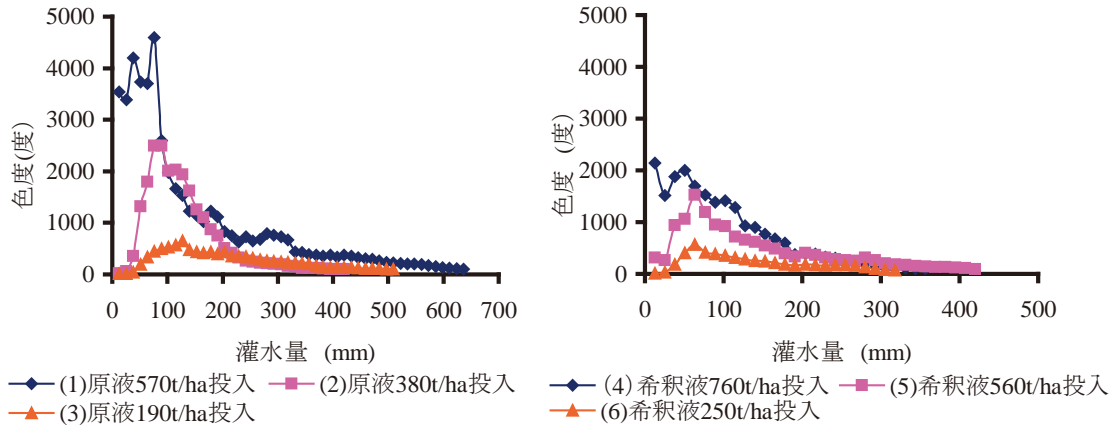 5000
4000
3000
2000
1000
0
色度(度)
0 100 200 300 400 500 600 700
灌水量 (mm)
(1)原液570t/ha投入 (2)原液380t/ha投入
(3)原液190t/ha投入
5000
4000
3000
2000
1000
0
色度 (度)
0 100 200 300 400 500
灌水量 (mm)
(4)希釈液760t/ha投入 (5)希釈液560t/ha投入
(6)希釈液250t/ha投入